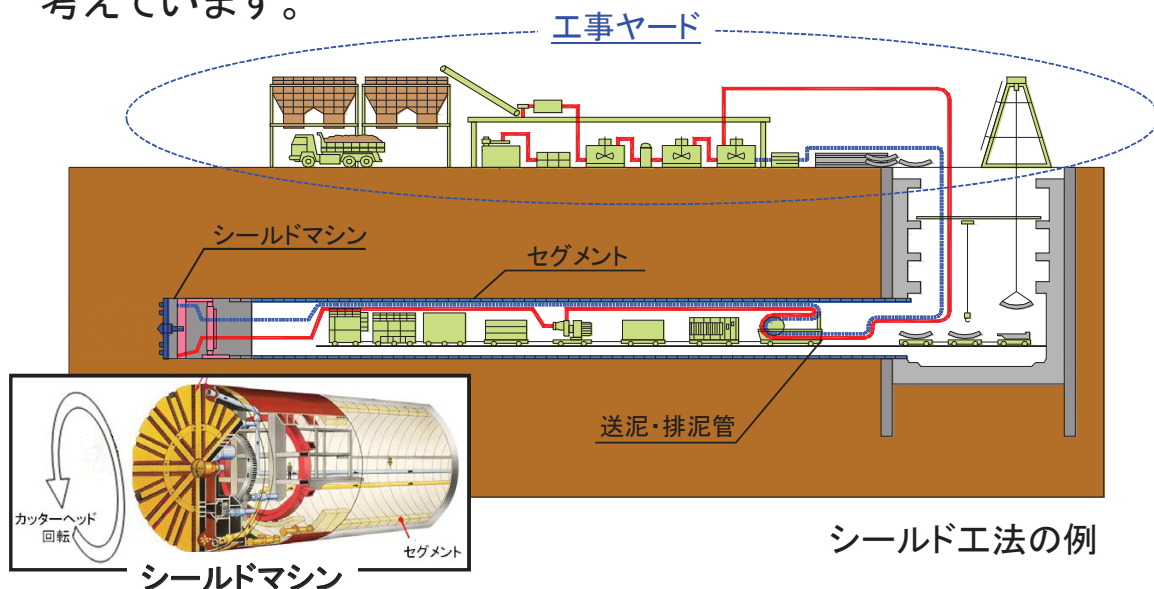 考えています。
工事ヤード
シールドマシン
セグメント
送泥・排泥管
カッターヘッド
回転
セグメント
シールドマシン
シールド工法の例